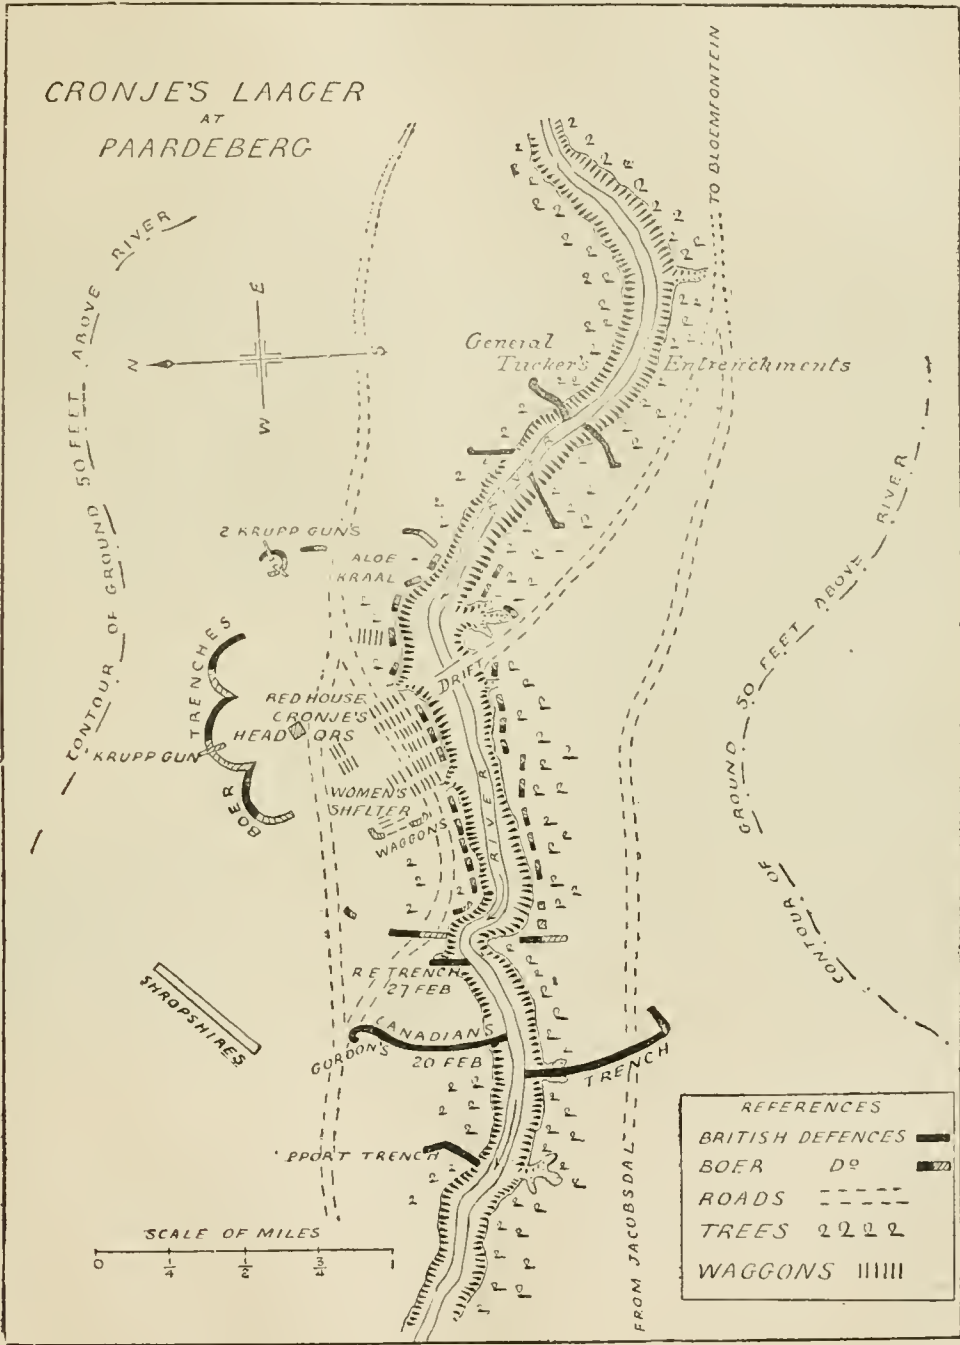 CRONJE'S LAAGER
AT
PAARDEBERG
TO BLOEMFONTEIN
CONTOUR OF GROUND 50 FEET ABOVE RIVER
N
E
S
W
General
Tucker's Entrenchments
RIVER
2 KRUPP GUNS
ALOE
KRAAL
BOER TRENCHES
KRUPP GUN
DRIFT
RED HOUSE
CRONJE'S
HEAD QRS
WOMEN'S
SHELTER
WAGGONS
RIVER
CONTOUR OF GROUND 50 FEET ABOVE RIVER
R E TRENCH
27 FEB
SHROPSHIRES
GORDON'S
CANADIANS
20 FEB
TRENCH
PPORT TRENCH
FROM JACOBSDAL
SCALE OF MILES
0 1/4 1/2 3/4 1
REFERENCES
BRITISH DEFENCES
BOER Dº
ROADS
TREES
WAGGONS